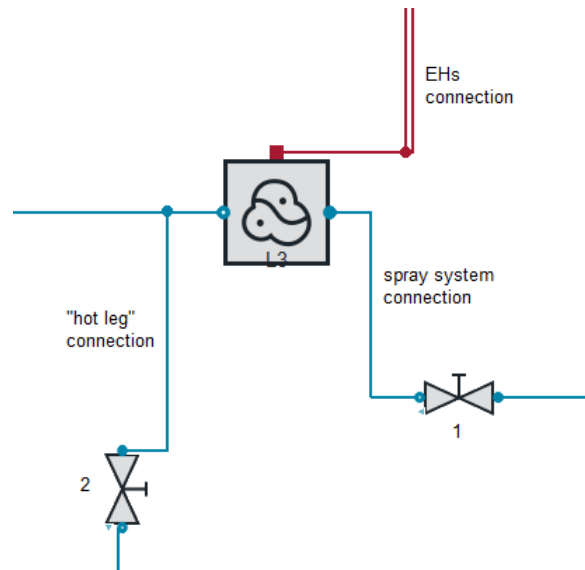 EHs
connection
L3
spray system
connection
"hot leg"
connection
1
2